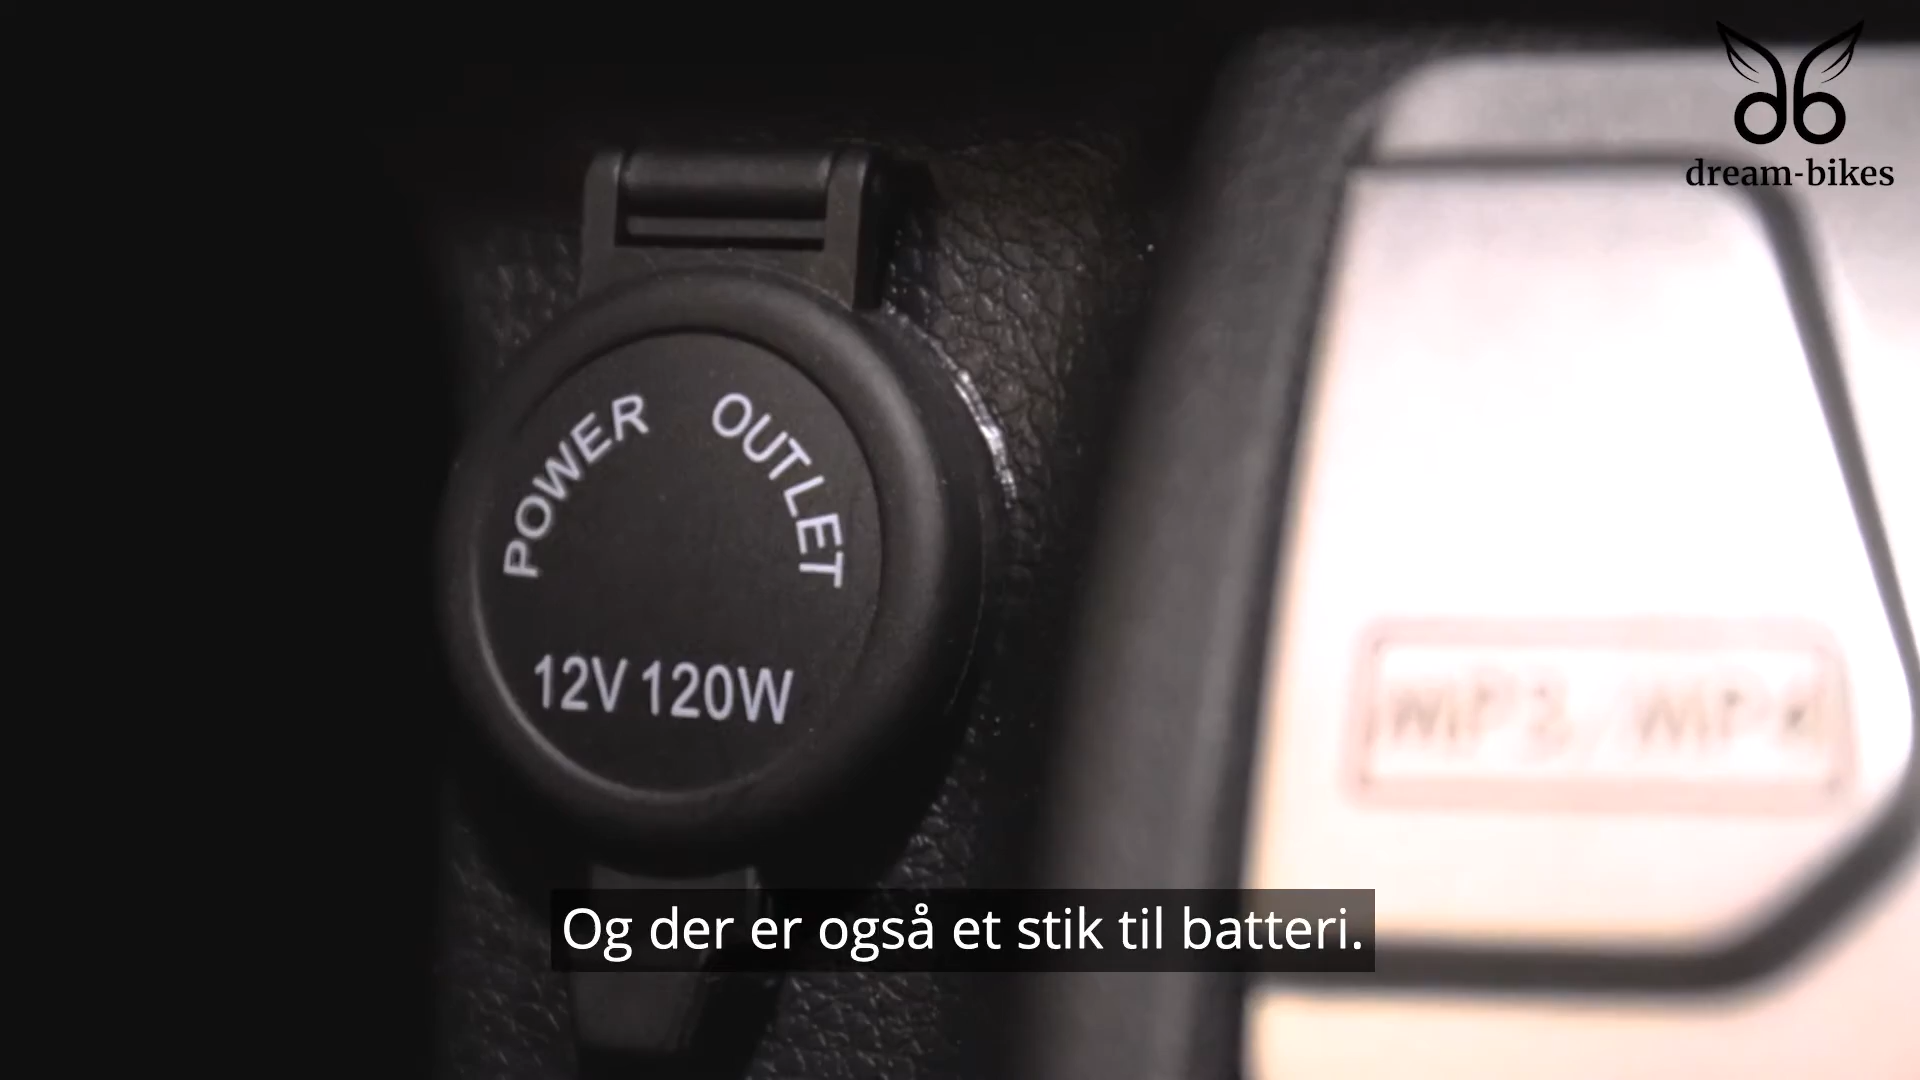 dream-bikes
POWER OUTLET
12V 120W
Og der er også et stik til batteri.